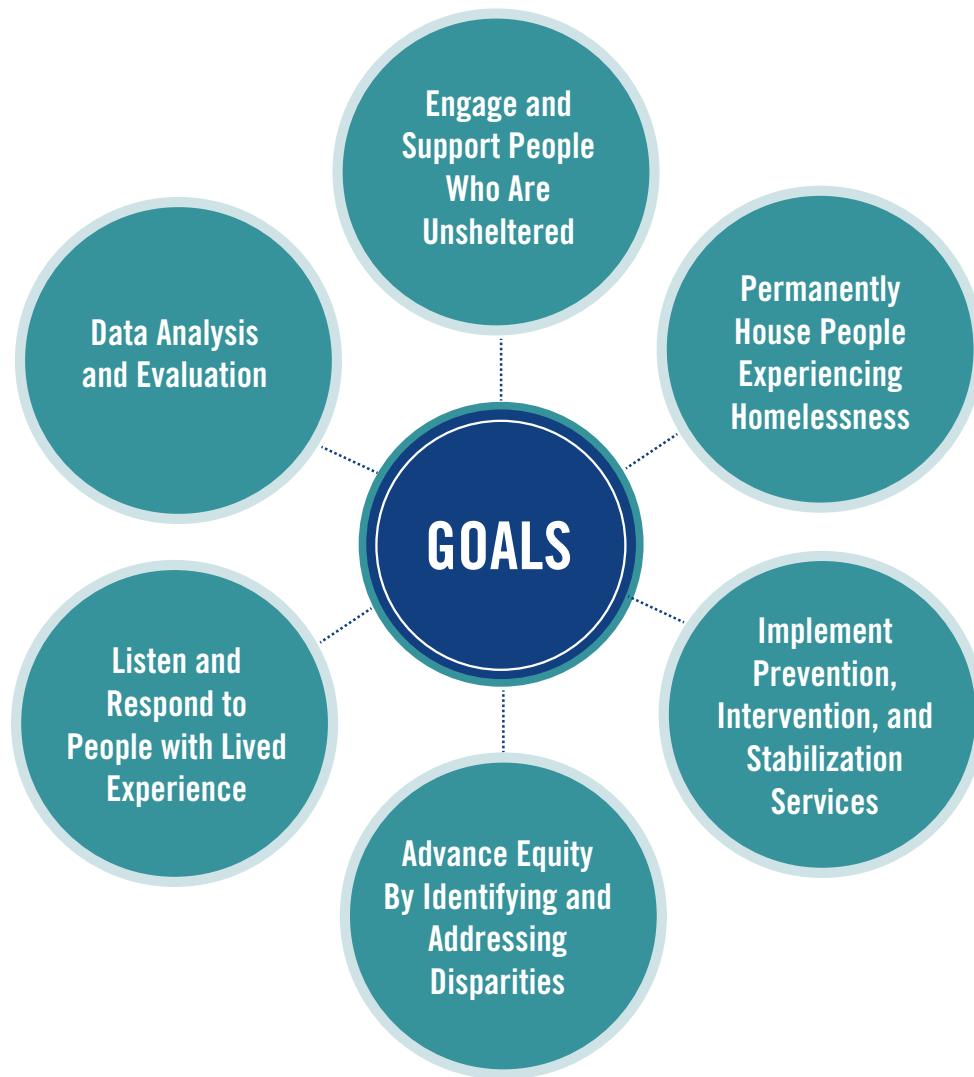 Engage and
Support People
Who Are
Unsheltered
Permanently
House People
Experiencing
Homelessness
Data Analysis
and Evaluation
GOALS
Implement
Prevention,
Intervention, and
Stabilization
Services
Listen and
Respond to
People with Lived
Experience
Advance Equity
By Identifying and
Addressing
Disparities